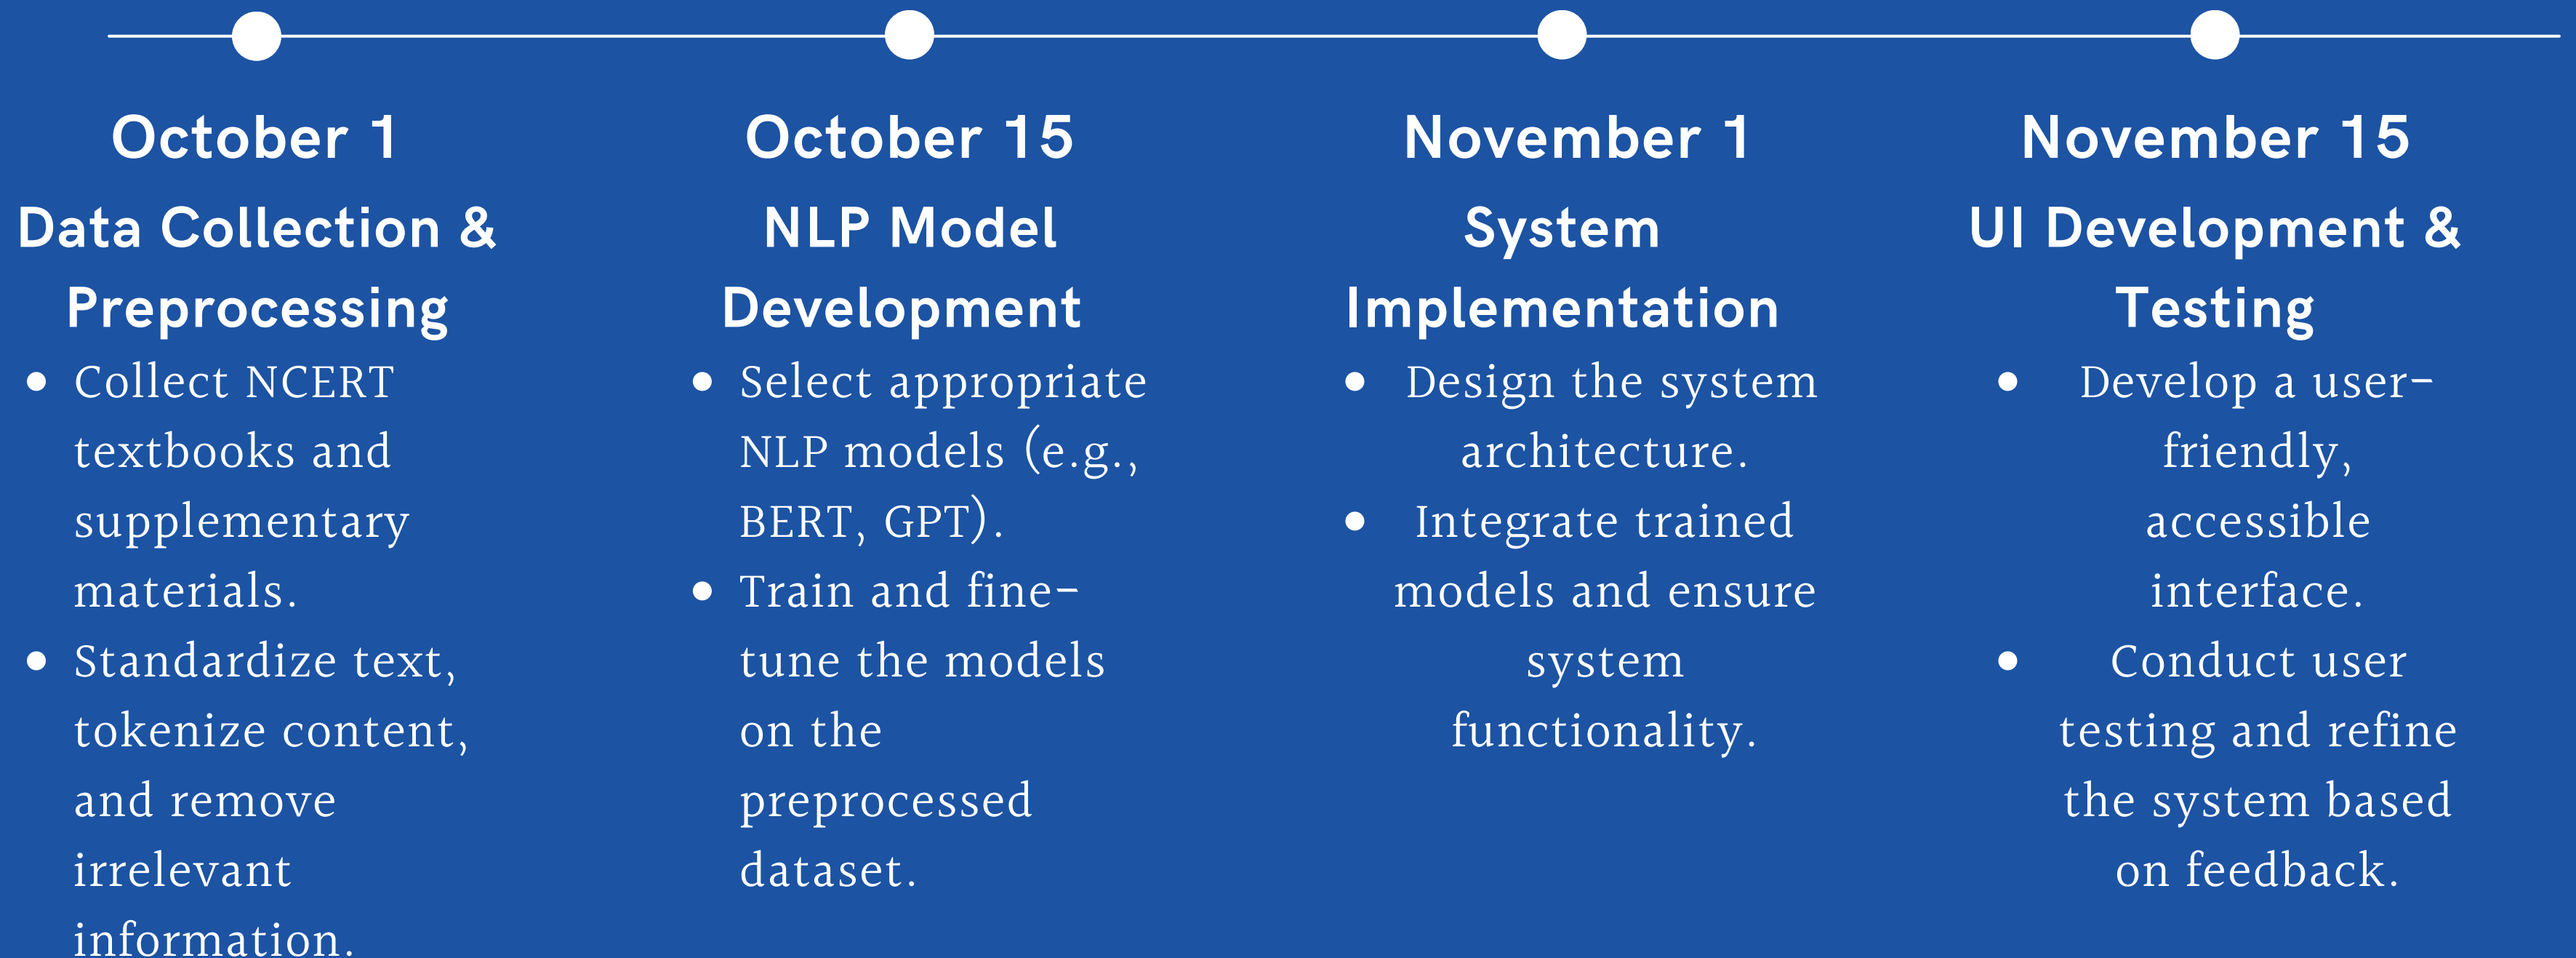 October 1
Data Collection &
Preprocessing
• Collect NCERT
textbooks and
supplementary
materials.
• Standardize text,
tokenize content,
and remove
irrelevant
information.
October 15
NLP Model
Development
• Select appropriate
NLP models (e.g.,
BERT, GPT).
• Train and fine-
tune the models
on the
preprocessed
dataset.
November 1
System
Implementation
• Design the system
architecture.
• Integrate trained
models and ensure
system
functionality.
November 15
UI Development &
Testing
• Develop a user-
friendly,
accessible
interface.
• Conduct user
testing and refine
the system based
on feedback.